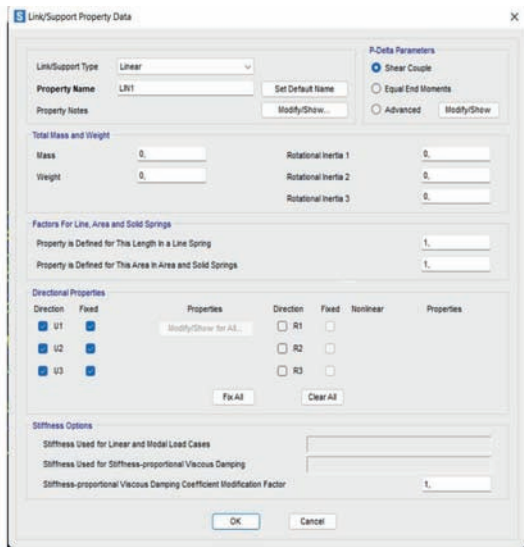 S Link/Support Property Data
P-Delta Parameters
Link/Support Type Linear
Shear Couple
Property Name LIN1 Set Default Name
Equal End Moments
Property Notes Modify/Show...
Advanced Modify/Show
Total Mass and Weight
Mass 0, Rotational Inertia 1 0,
Weight 0, Rotational Inertia 2 0,
Rotational Inertia 3 0,
Factors For Line, Area and Solid Springs
Property is Defined for This Length In a Line Spring 1,
Property is Defined for This Area In Area and Solid Springs 1,
Directional Properties
Direction Fixed Properties Direction Fixed Nonlinear Properties
U1 Modify/Show for All... R1
U2 R2
U3 R3
Fix All Clear All
Stiffness Options
Stiffness Used for Linear and Modal Load Cases
Stiffness Used for Stiffness-proportional Viscous Damping
Stiffness-proportional Viscous Damping Coefficient Modification Factor 1,
OK Cancel